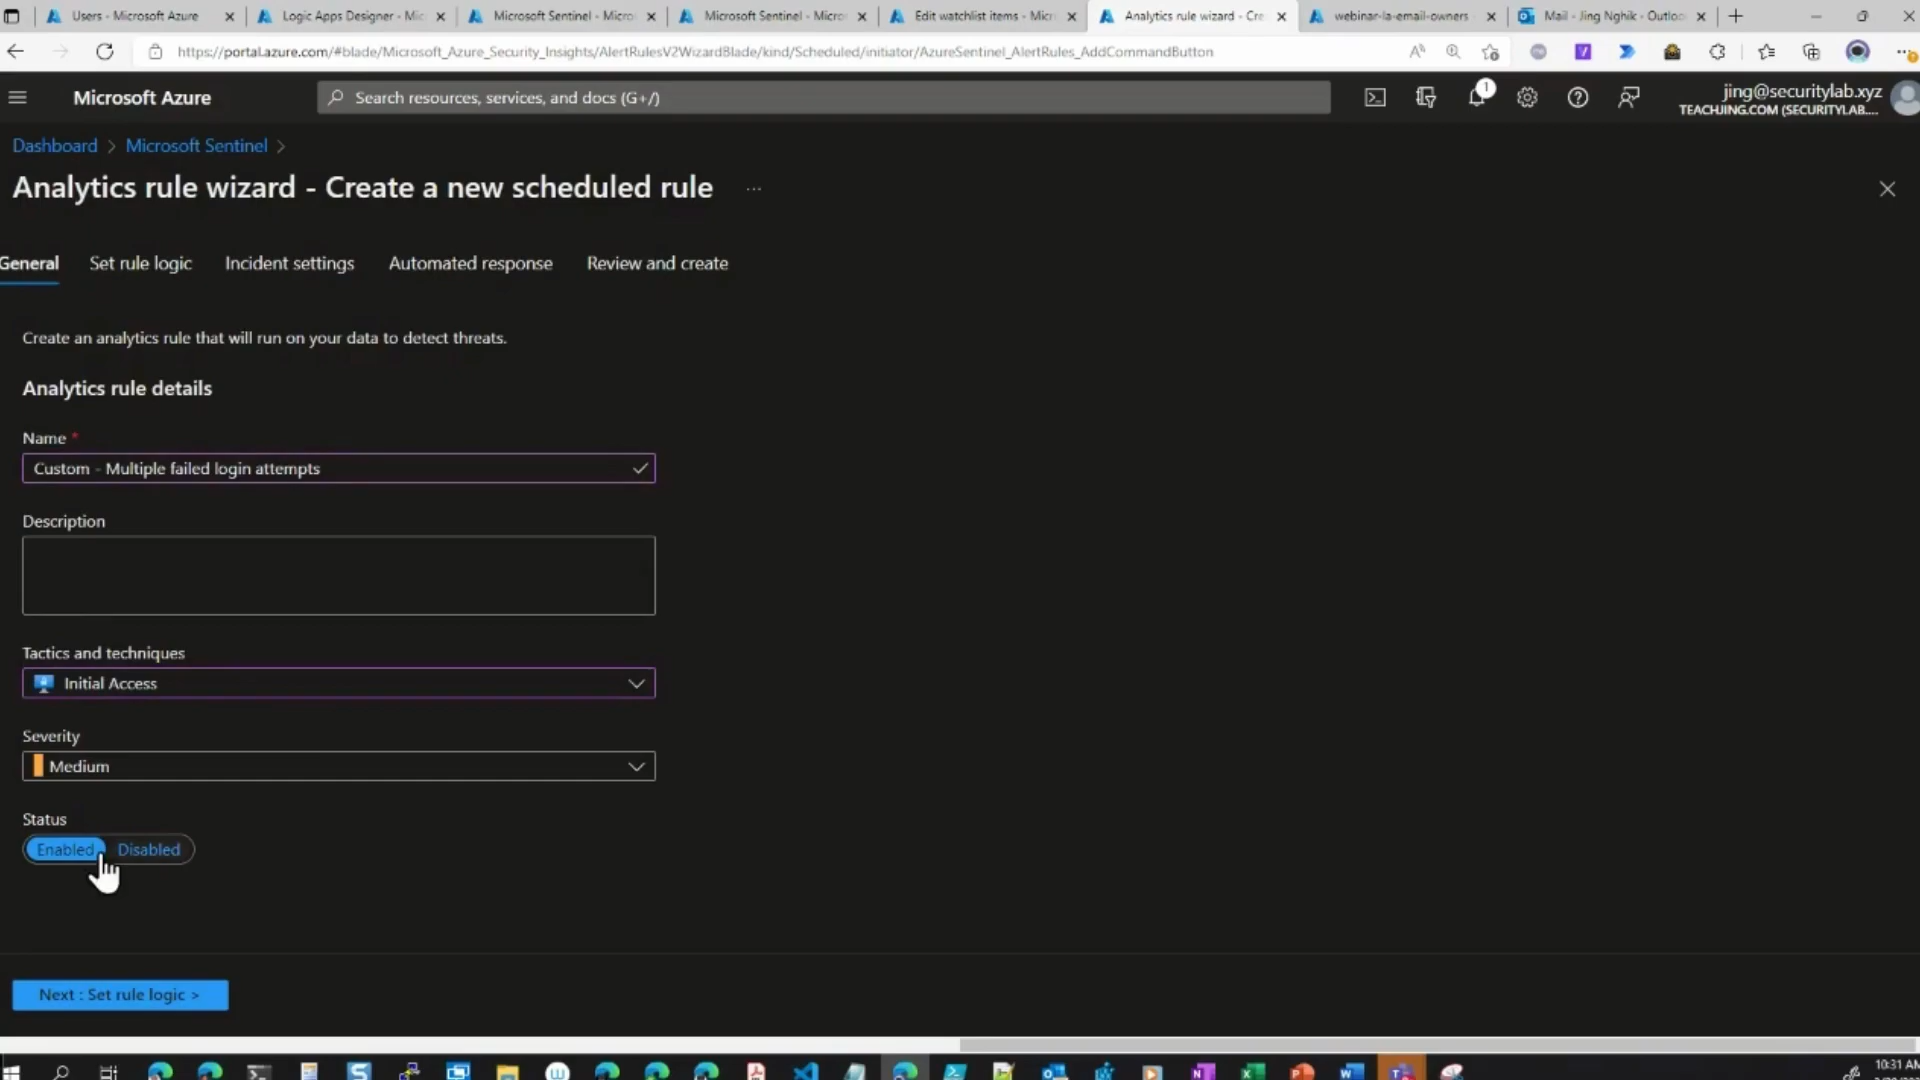 Users - Microsoft Azure
Logic Apps Designer - Mic
Microsoft Sentinel - Micro
Microsoft Sentinel - Micro
Edit watchlist items - Micr
Analytics rule wizard - Cre
webinar-la-email-owners
Mail - Jing Nghik - Outloo
https://portal.azure.com/#blade/Microsoft_Azure_Security_Insights/AlertRulesV2WizardBlade/kind/Scheduled/initiator/AzureSentinel_AlertRules_AddCommandButton
Microsoft Azure
Search resources, services, and docs (G+/)
1
jing@securitylab.xyz
TEACHJING.COM (SECURITYLAB....
Dashboard > Microsoft Sentinel >
Analytics rule wizard - Create a new scheduled rule ...
General
Set rule logic
Incident settings
Automated response
Review and create
Create an analytics rule that will run on your data to detect threats.
Analytics rule details
Name *
Custom - Multiple failed login attempts
Description
Tactics and techniques
Initial Access
Severity
Medium
Status
Enabled Disabled
Next : Set rule logic >
10:31 AM